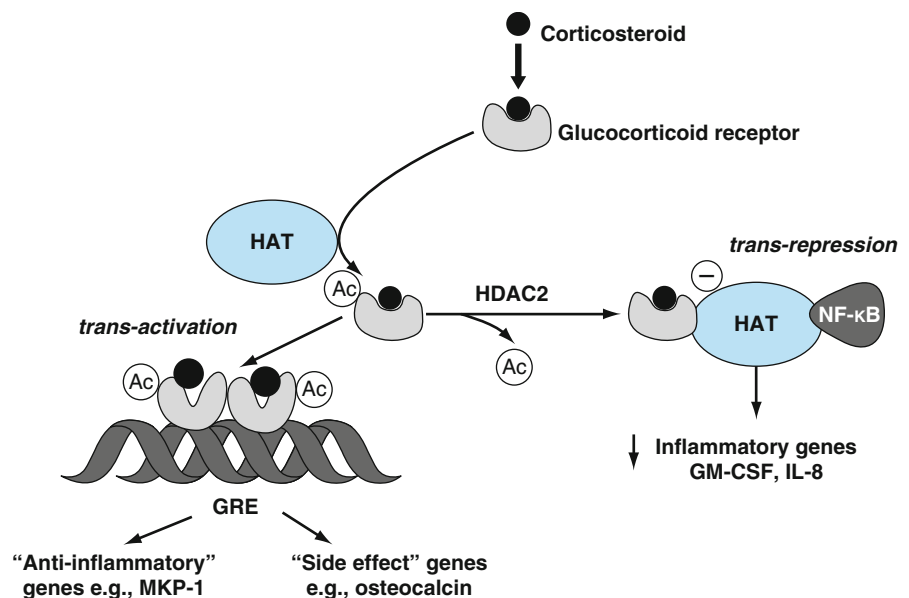 Corticosteroid
Glucocorticoid receptor
HAT
trans-repression
Ac
–
HDAC2
HAT
NF-κB
trans-activation
Ac
Ac
Ac
↓ Inflammatory genes
GM-CSF, IL-8
GRE
“Anti-inflammatory”
genes e.g., MKP-1
“Side effect” genes
e.g., osteocalcin